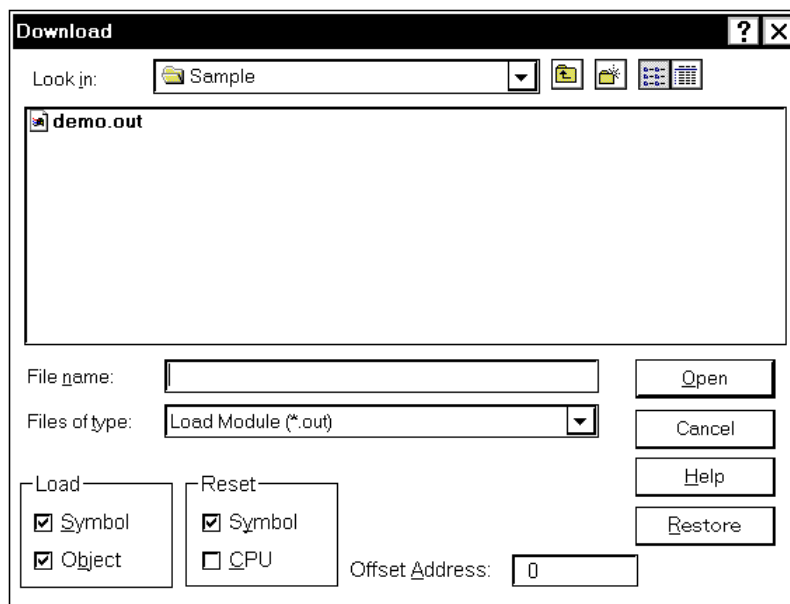 Download
Look in: Sample
demo.out
File name:
Open
Files of type: Load Module (*.out)
Cancel
Help
Load
Reset
Symbol
Symbol
Restore
Object
CPU
Offset Address: 0